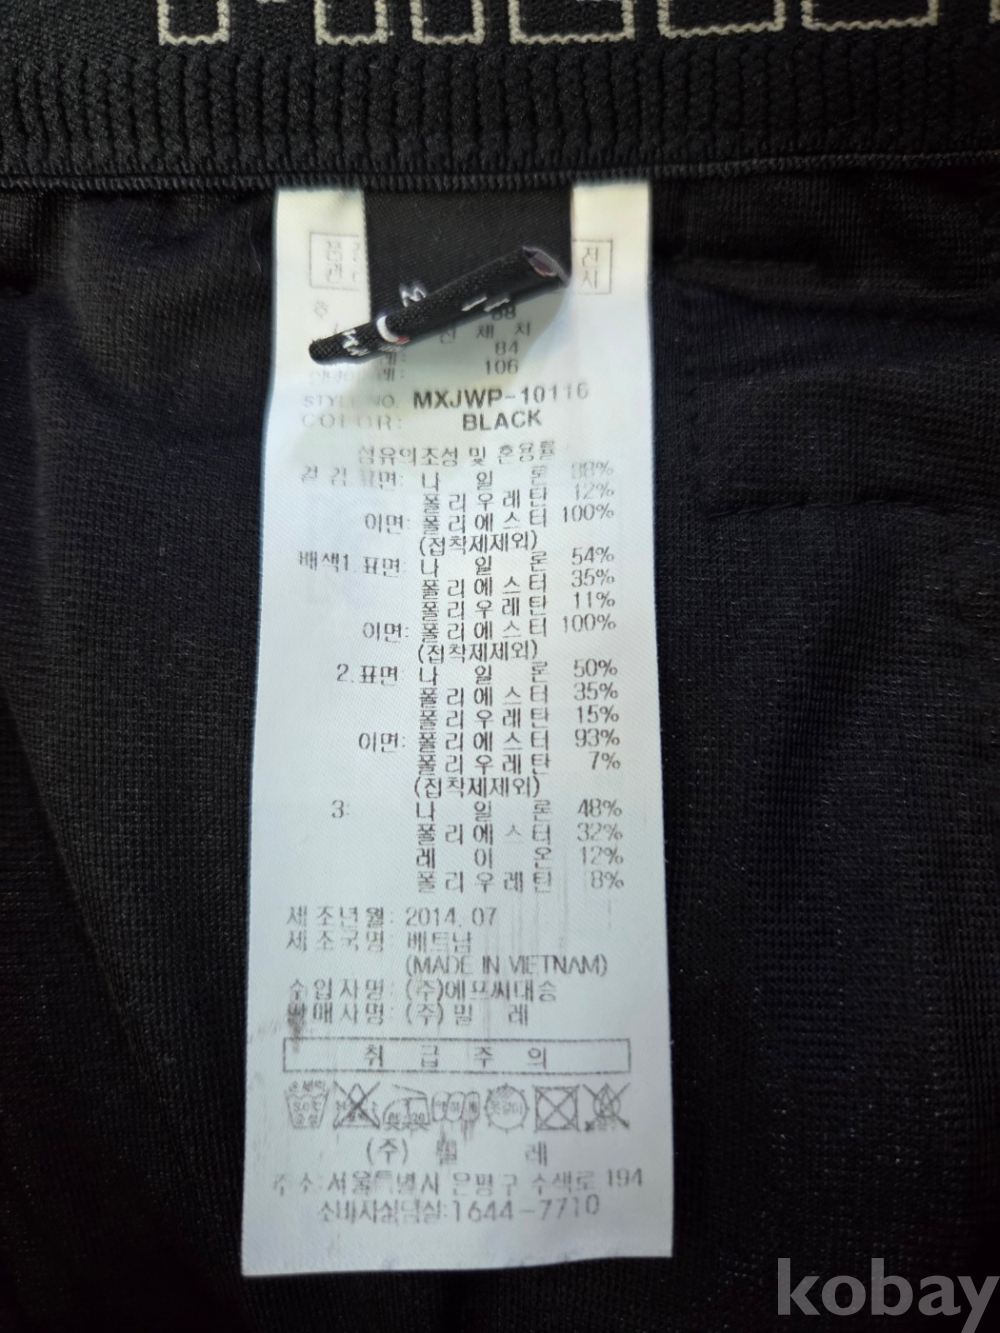 88
전 체 치
84
106
STYLE NO. MXJWP-10116
COLOR: BLACK
섬유의조성 및 혼용률
겉 감 표면: 나 일 론 88%
폴리우레탄 12%
이면: 폴리에스터 100%
(접착제제외)
배색1. 표면: 나 일 론 54%
폴리에스터 35%
폴리우레탄 11%
이면: 폴리에스터 100%
(접착제제외)
2. 표면 나 일 론 50%
폴리에스터 35%
폴리우레탄 15%
이면: 폴리에스터 93%
폴리우레탄 7%
(접착제제외)
3: 나 일 론 48%
폴리에스터 32%
레 이 온 12%
폴리우레탄 8%
제조년월: 2014. 07
제조국명: 베트남
(MADE IN VIETNAM)
수입자명: (주)에프씨대승
판매자명: (주)밀 레
취 급 주 의
(주) 밀 레
주소:서울특별시 은평구 수색로 194
소비자상담실:1644-7710
kobay